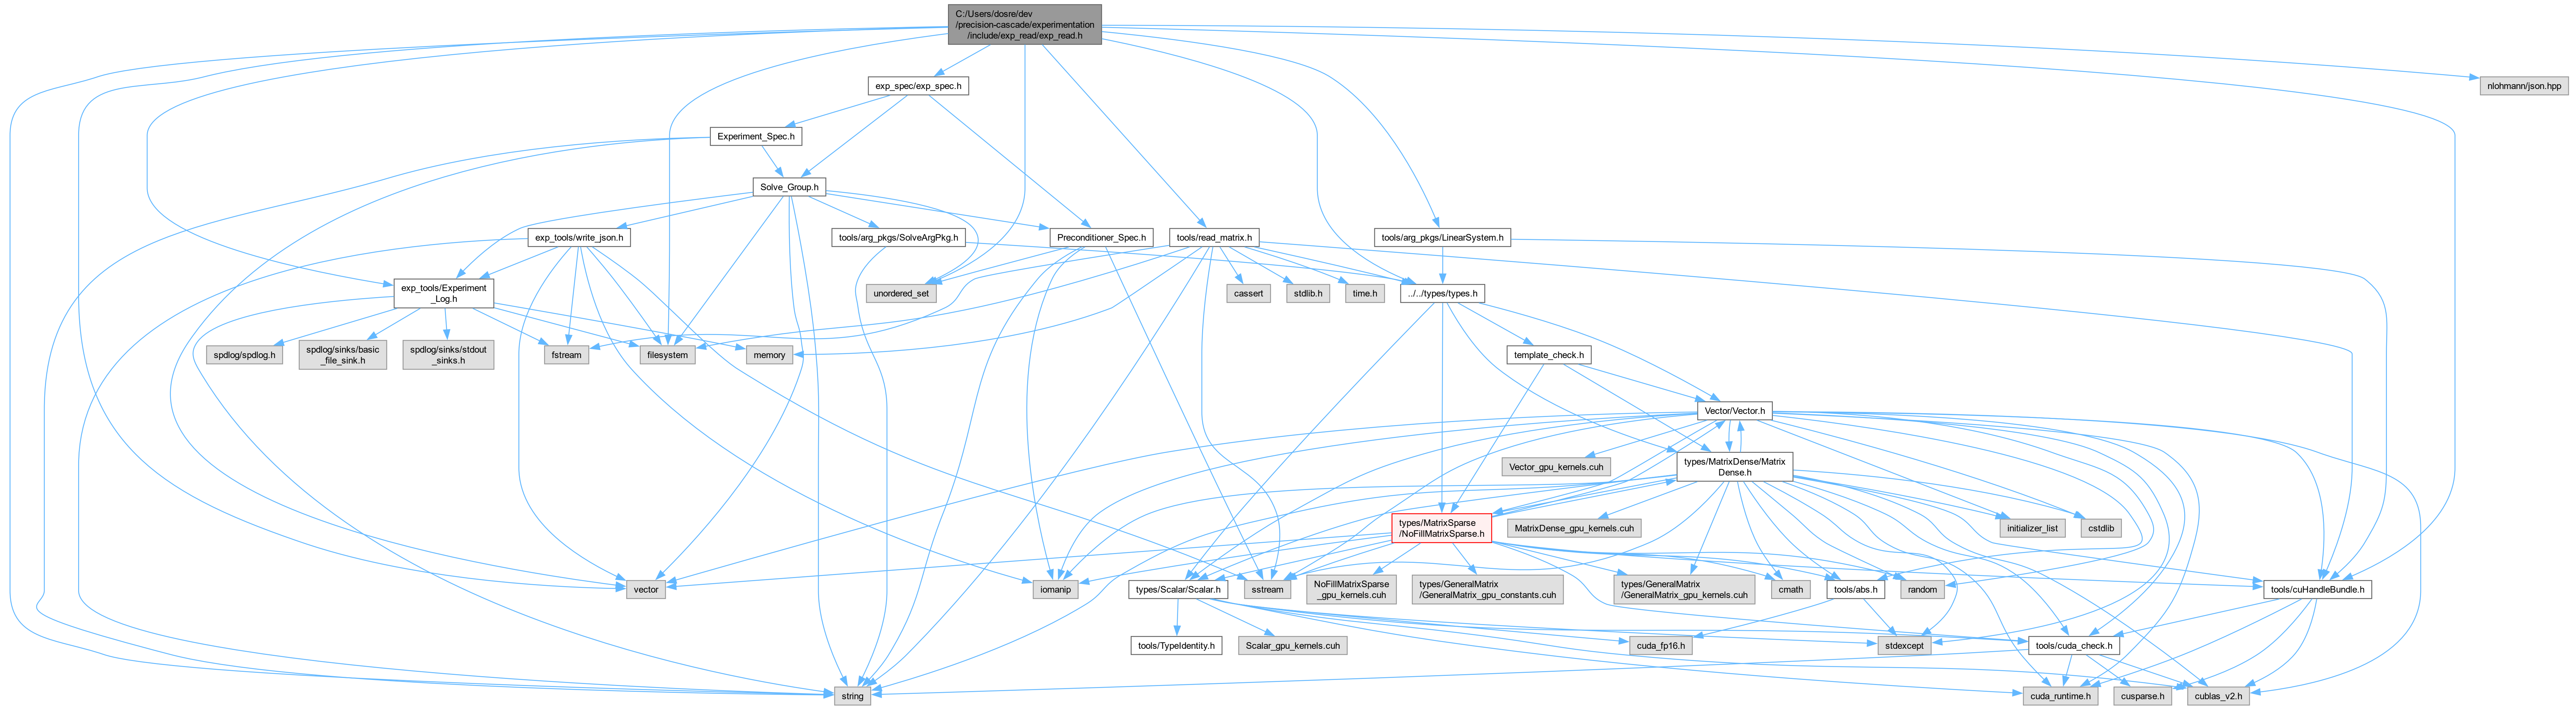 C:/Users/dosre/dev
/precision-cascade/experimentation
/include/exp_read/exp_read.h
nlohmann/json.hpp
exp_spec/exp_spec.h
Experiment_Spec.h
Solve_Group.h
exp_tools/write_json.h
tools/arg_pkgs/SolveArgPkg.h
Preconditioner_Spec.h
tools/read_matrix.h
tools/arg_pkgs/LinearSystem.h
exp_tools/Experiment
_Log.h
unordered_set
cassert
stdlib.h
time.h
../../types/types.h
spdlog/spdlog.h
spdlog/sinks/basic
_file_sink.h
spdlog/sinks/stdout
_sinks.h
fstream
filesystem
memory
template_check.h
Vector/Vector.h
Vector_gpu_kernels.cuh
types/MatrixDense/Matrix
Dense.h
types/MatrixSparse
/NoFillMatrixSparse.h
MatrixDense_gpu_kernels.cuh
initializer_list
cstdlib
vector
iomanip
types/Scalar/Scalar.h
sstream
NoFillMatrixSparse
_gpu_kernels.cuh
types/GeneralMatrix
/GeneralMatrix_gpu_constants.cuh
types/GeneralMatrix
/GeneralMatrix_gpu_kernels.cuh
cmath
tools/abs.h
random
tools/cuHandleBundle.h
tools/TypeIdentity.h
Scalar_gpu_kernels.cuh
cuda_fp16.h
stdexcept
tools/cuda_check.h
string
cuda_runtime.h
cusparse.h
cublas_v2.h